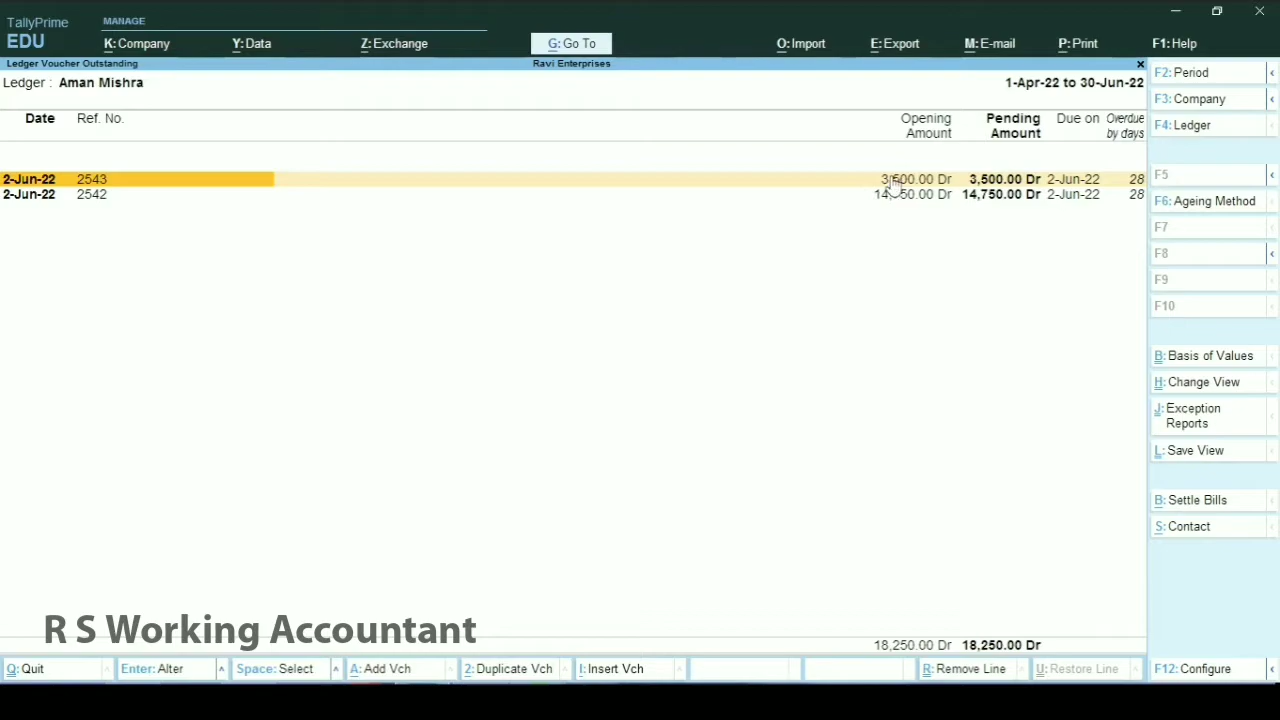 TallyPrime
EDU
MANAGE
K: Company
Y: Data
Z: Exchange
G: Go To
O: Import
E: Export
M: E-mail
P: Print
F1: Help
Ledger Voucher Outstanding
Ravi Enterprises
x
Ledger : Aman Mishra
1-Apr-22 to 30-Jun-22
Date Ref. No. Opening Amount Pending Amount Due on Overdue by days
2-Jun-22 2543 3,500.00 Dr 3,500.00 Dr 2-Jun-22 28
2-Jun-22 2542 14,750.00 Dr 14,750.00 Dr 2-Jun-22 28
18,250.00 Dr 18,250.00 Dr
F2: Period
F3: Company
F4: Ledger
F5
F6: Ageing Method
F7
F8
F9
F10
B: Basis of Values
H: Change View
J: Exception
Reports
L: Save View
B: Settle Bills
S: Contact
R S Working Accountant
Q: Quit
Enter: Alter
Space: Select
A: Add Vch
2: Duplicate Vch
I: Insert Vch
R: Remove Line
U: Restore Line
F12: Configure